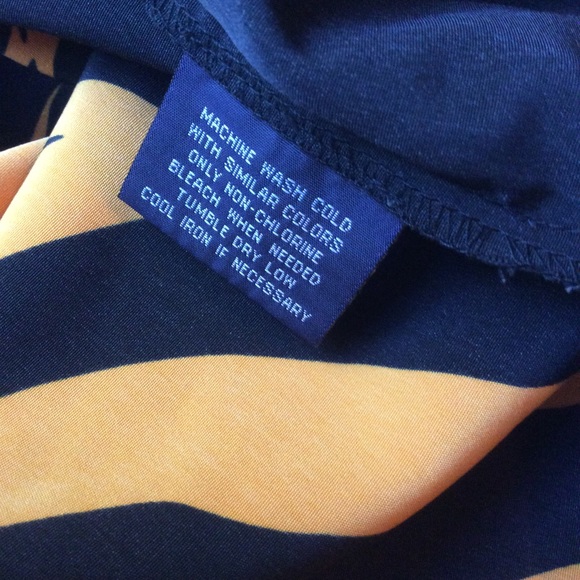 MACHINE WASH COLD
WITH SIMILAR COLORS
ONLY NON-CHLORINE
BLEACH WHEN NEEDED
TUMBLE DRY LOW
COOL IRON IF NECESSARY